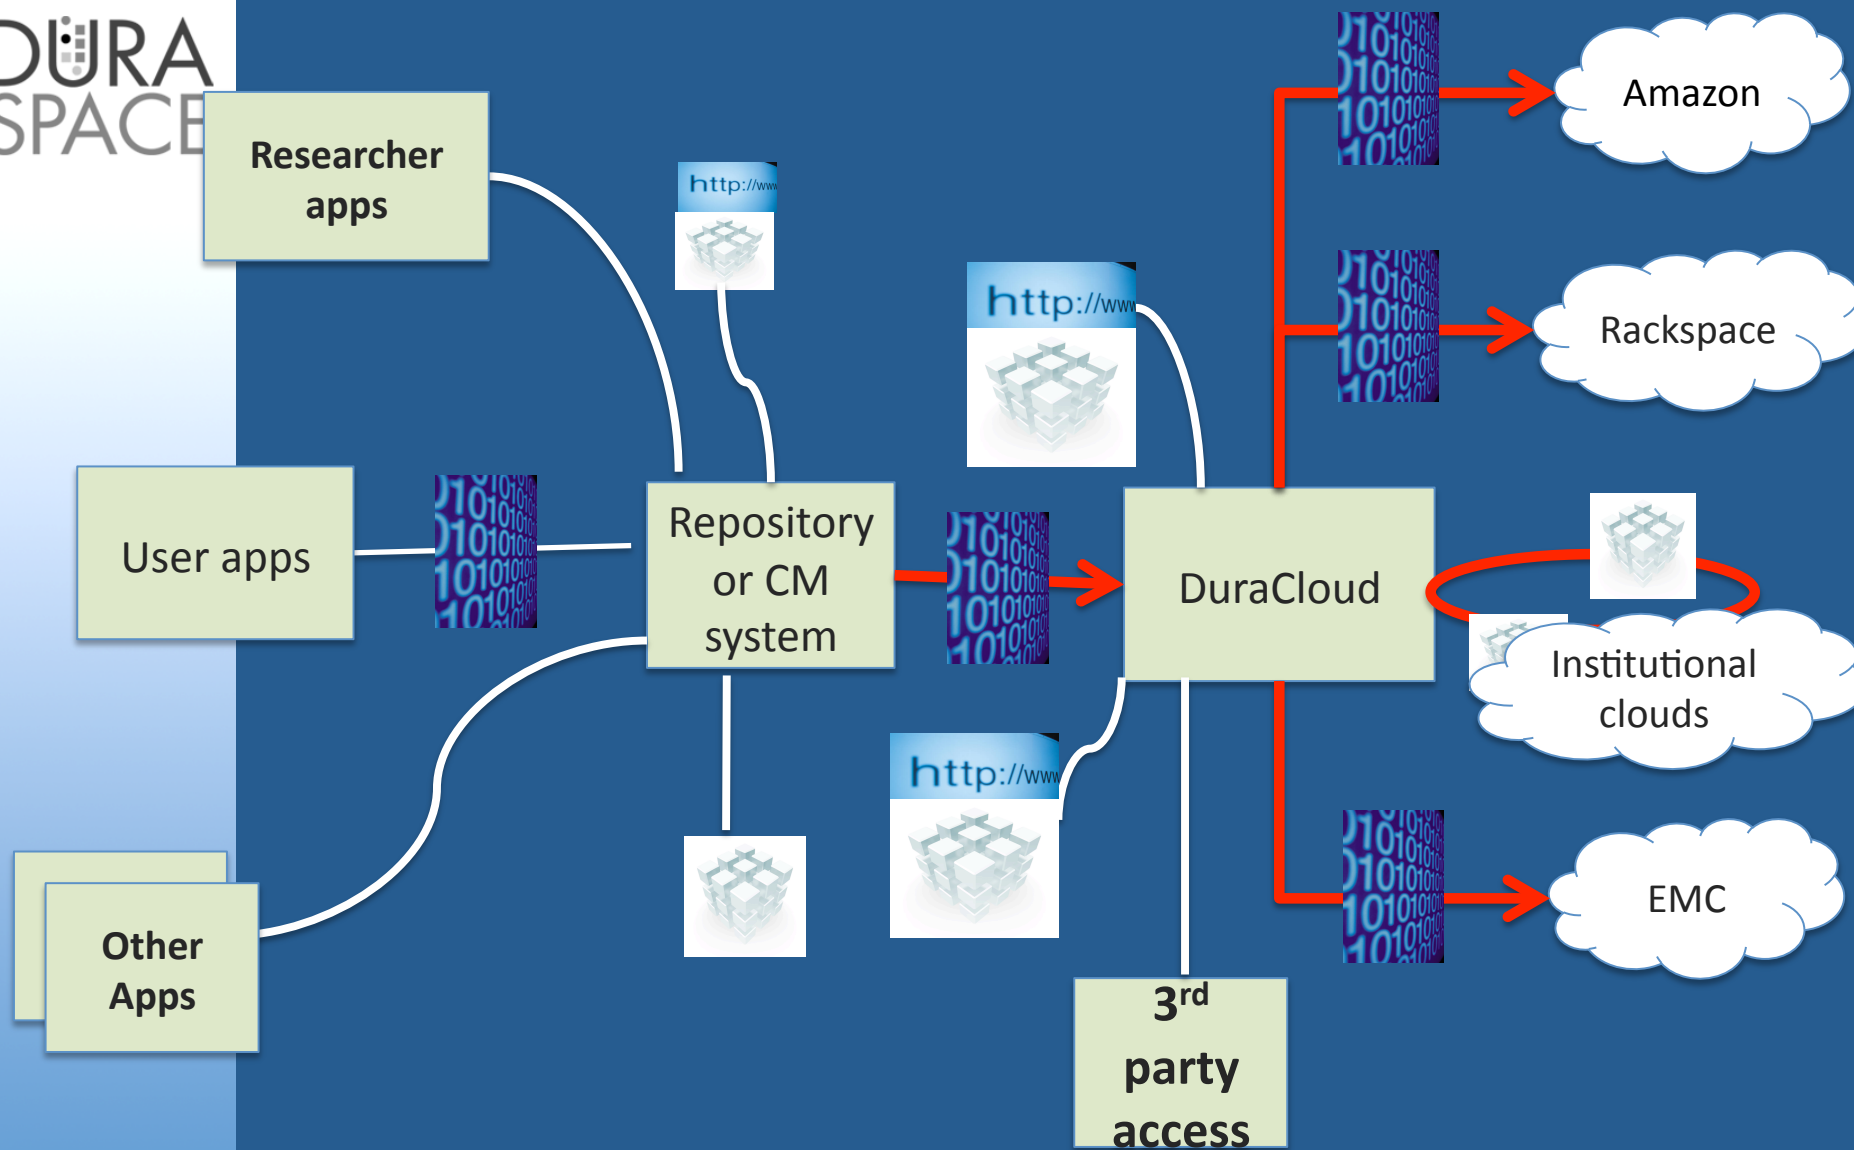 DURA
SPACE
Researcher
apps
http://www
Amazon
http://www
Rackspace
User apps
Repository
or CM
system
DuraCloud
Institutional
clouds
http://www
EMC
Other
Apps
3rd
party
access